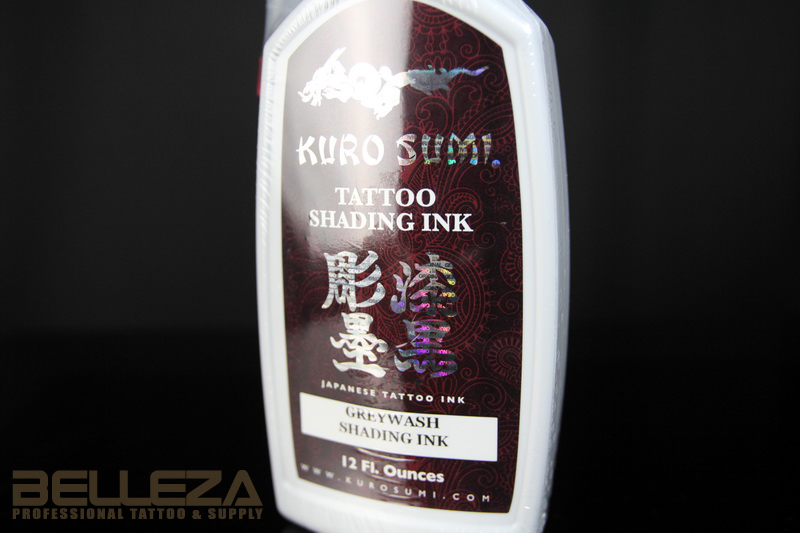 KURO SUMI.
TATTOO
SHADING INK
彫漆
墨黒
JAPANESE TATTOO INK
GREYWASH
SHADING INK
12 Fl. Ounces
WWW.KUROSUMI.COM
BELLEZA
PROFESSIONAL TATTOO & SUPPLY